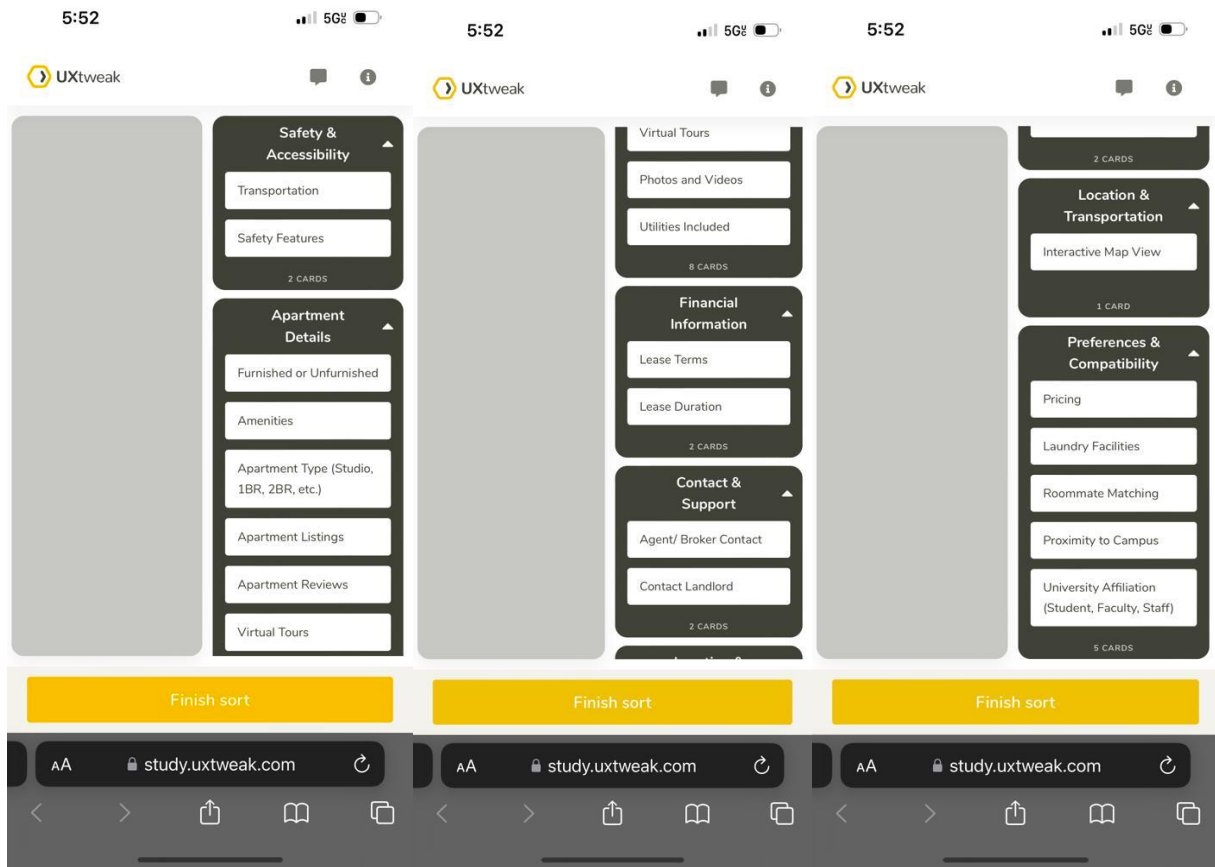 5:52
5G
UXtweak
Safety &
Accessibility
Transportation
Safety Features
2 CARDS
Apartment
Details
Furnished or Unfurnished
Amenities
Apartment Type (Studio,
1BR, 2BR, etc.)
Apartment Listings
Apartment Reviews
Virtual Tours
Finish sort
AA
study.uxtweak.com
5:52
5G
UXtweak
Virtual Tours
Photos and Videos
Utilities Included
8 CARDS
Financial
Information
Lease Terms
Lease Duration
2 CARDS
Contact &
Support
Agent/ Broker Contact
Contact Landlord
2 CARDS
Finish sort
AA
study.uxtweak.com
5:52
5G
UXtweak
2 CARDS
Location &
Transportation
Interactive Map View
1 CARD
Preferences &
Compatibility
Pricing
Laundry Facilities
Roommate Matching
Proximity to Campus
University Affiliation
(Student, Faculty, Staff)
5 CARDS
Finish sort
AA
study.uxtweak.com